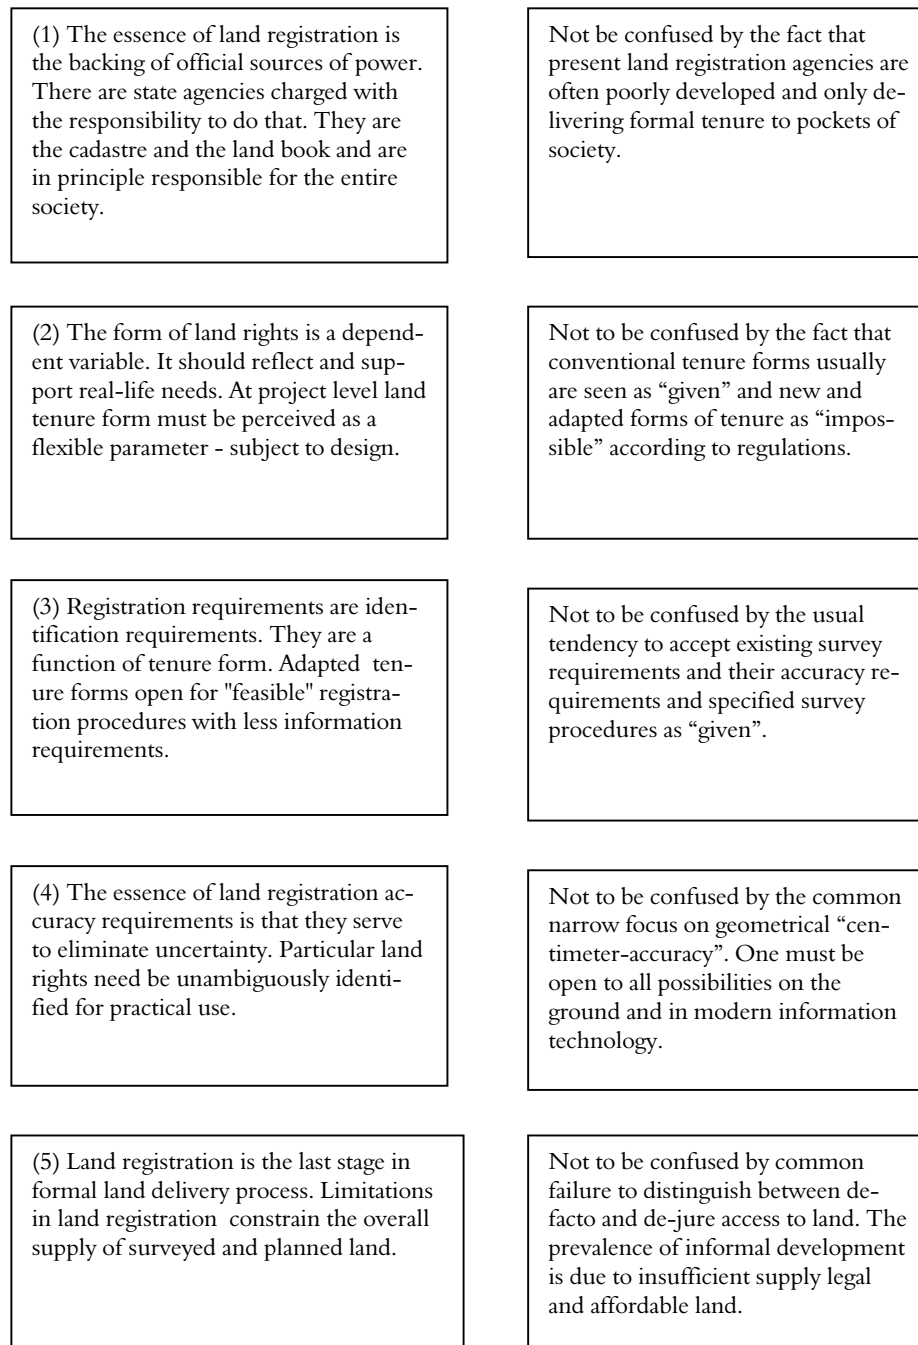 (1) The essence of land registration is
the backing of official sources of power.
There are state agencies charged with
the responsibility to do that. They are
the cadastre and the land book and are
in principle responsible for the entire
society.
Not be confused by the fact that
present land registration agencies are
often poorly developed and only de-
livering formal tenure to pockets of
society.
(2) The form of land rights is a depend-
ent variable. It should reflect and sup-
port real-life needs. At project level land
tenure form must be perceived as a
flexible parameter - subject to design.
Not to be confused by the fact that
conventional tenure forms usually
are seen as “given” and new and
adapted forms of tenure as “impos-
sible” according to regulations.
(3) Registration requirements are iden-
tification requirements. They are a
function of tenure form. Adapted  ten-
ure forms open for "feasible" registra-
tion procedures with less information
requirements.
Not to be confused by the usual
tendency to accept existing survey
requirements and their accuracy re-
quirements and specified survey
procedures as “given”.
(4) The essence of land registration ac-
curacy requirements is that they serve
to eliminate uncertainty. Particular land
rights need be unambiguously identi-
fied for practical use.
Not to be confused by the common
narrow focus on geometrical “cen-
timeter-accuracy”. One must be
open to all possibilities on the
ground and in modern information
technology.
(5) Land registration is the last stage in
formal land delivery process. Limitations
in land registration  constrain the overall
supply of surveyed and planned land.
Not to be confused by common
failure to distinguish between de-
facto and de-jure access to land. The
prevalence of informal development
is due to insufficient supply legal
and affordable land.